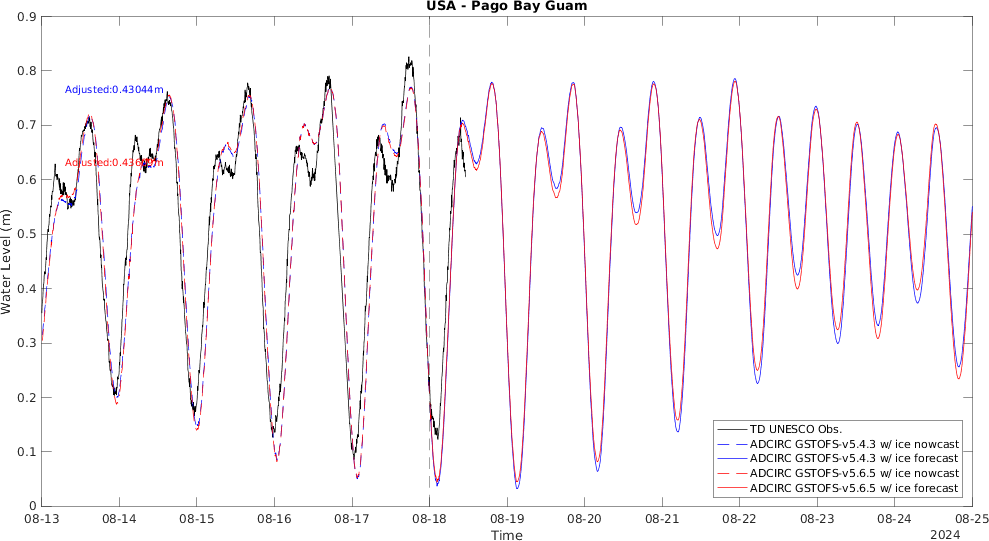 USA - Pago Bay Guam
0.9
0.8
0.7
0.6
0.5
0.4
0.3
0.2
0.1
0
Water Level (m)
Adjusted:0.43044m
TD UNESCO Obs.
ADCIRC GSTOFS-v5.4.3 w/ ice nowcast
ADCIRC GSTOFS-v5.4.3 w/ ice forecast
ADCIRC GSTOFS-v5.6.5 w/ ice nowcast
ADCIRC GSTOFS-v5.6.5 w/ ice forecast
08-13 08-14 08-15 08-16 08-17 08-18 08-19 08-20 08-21 08-22 08-23 08-24 08-25
Time
2024